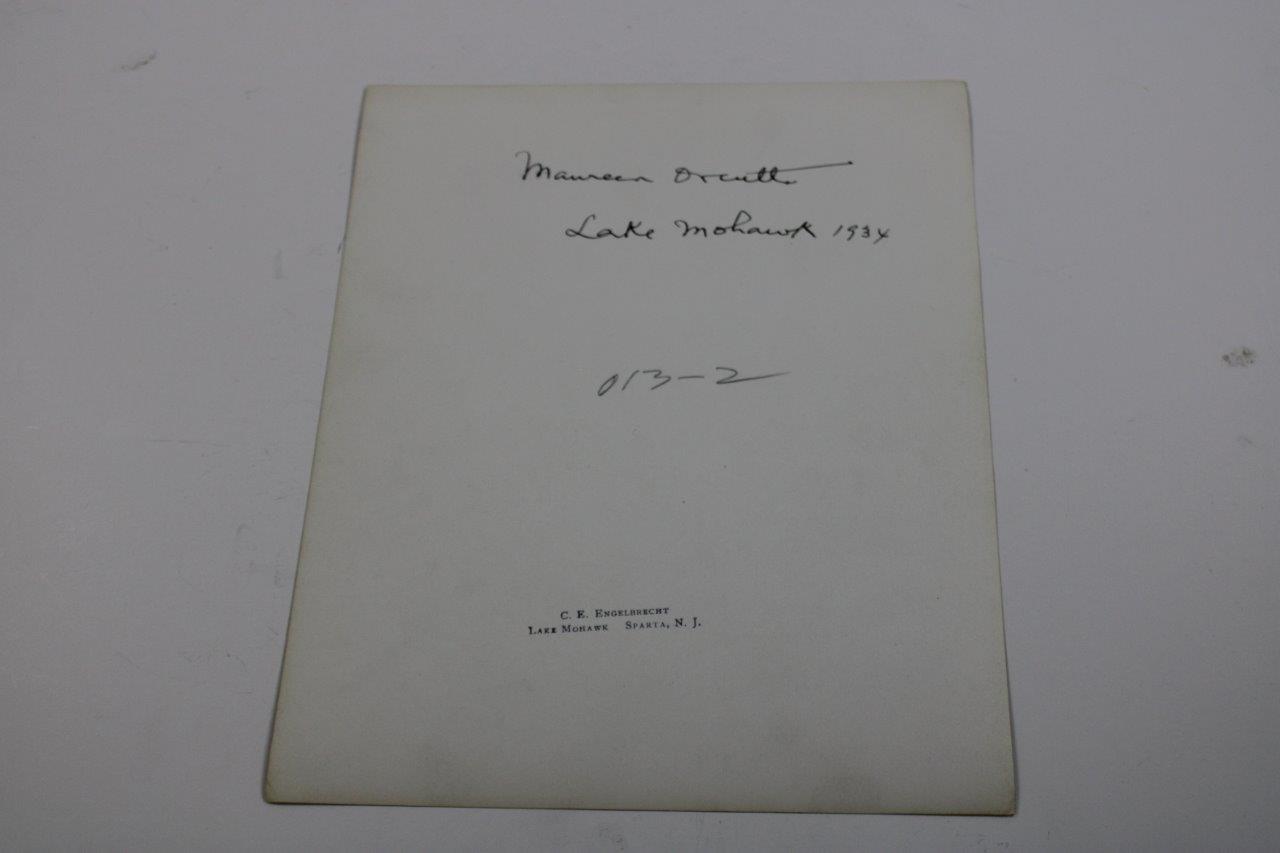 Maureen Orcutt
Lake Mohawk 1934
013-2
C. E. ENGELBRECHT
LAKE MOHAWK SPARTA, N. J.